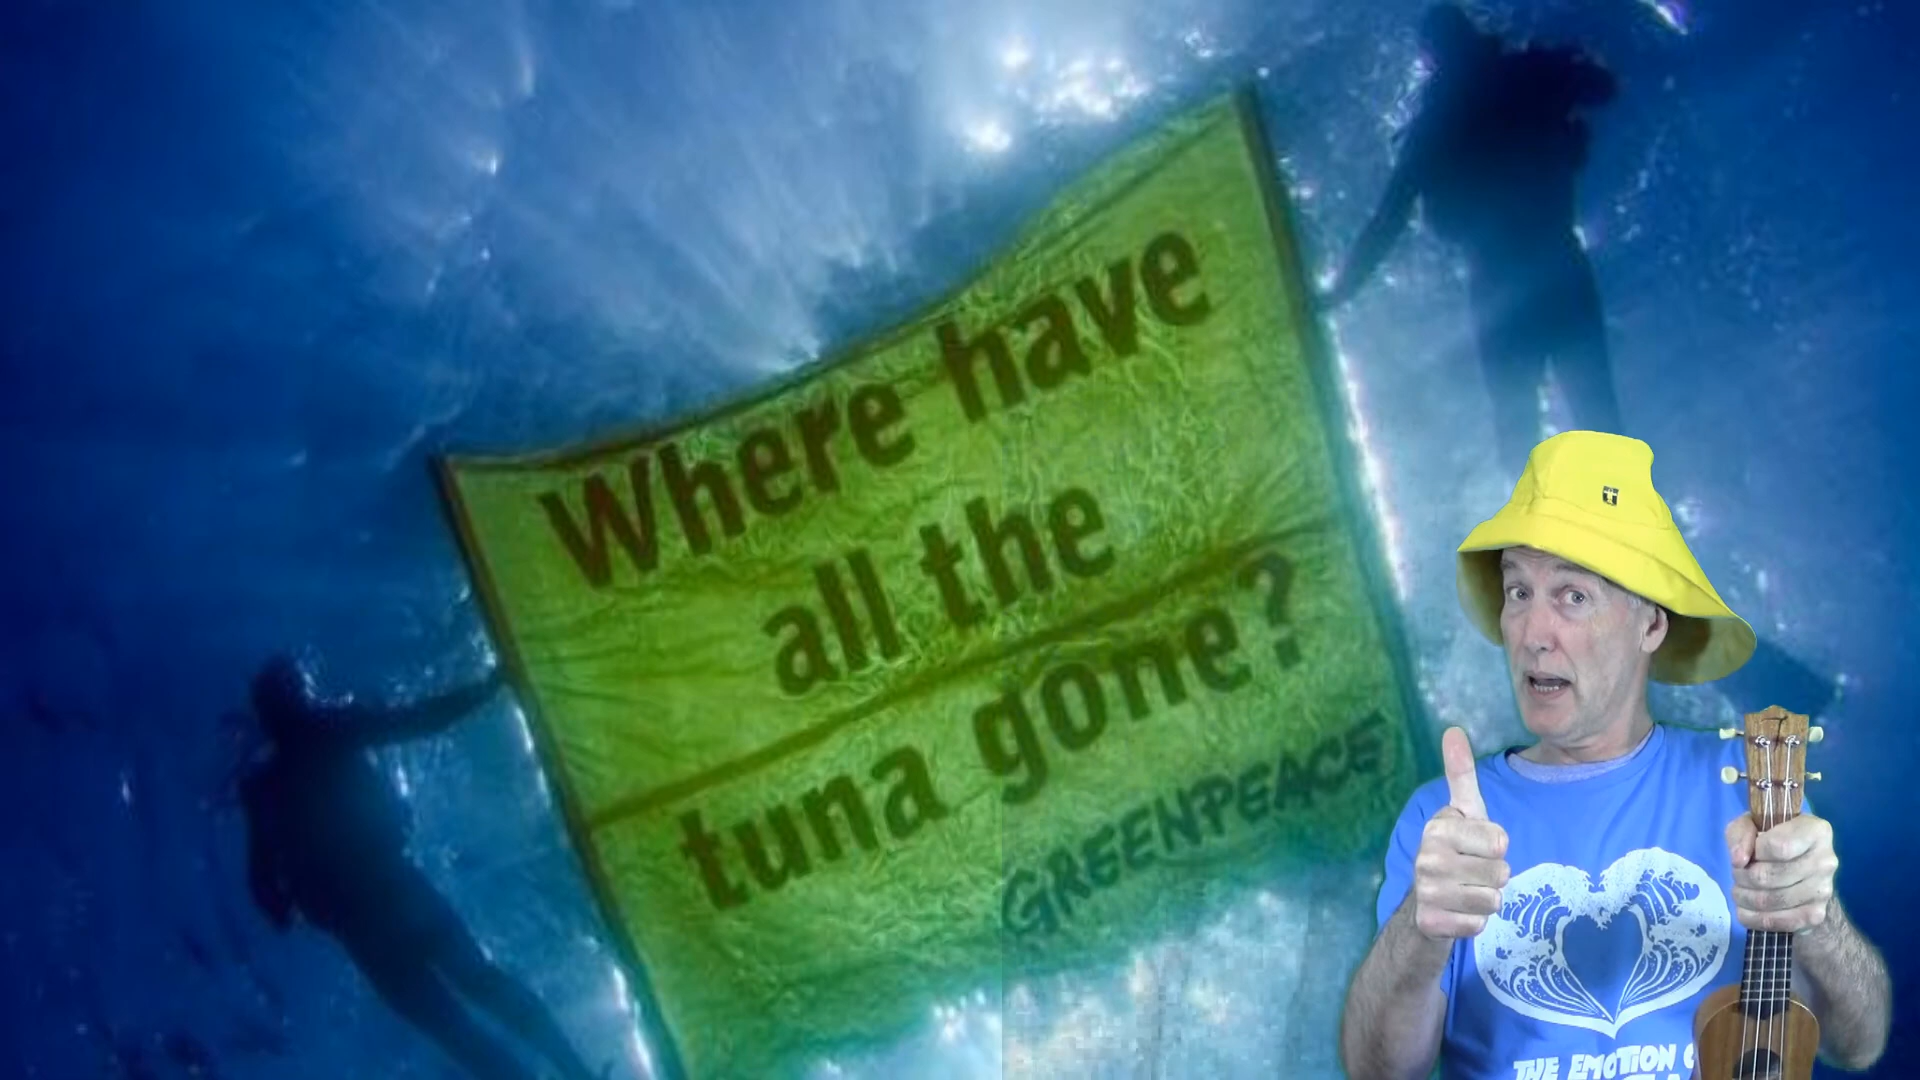 Where have
all the
tuna gone?
GREENPEACE
THE EMOTION